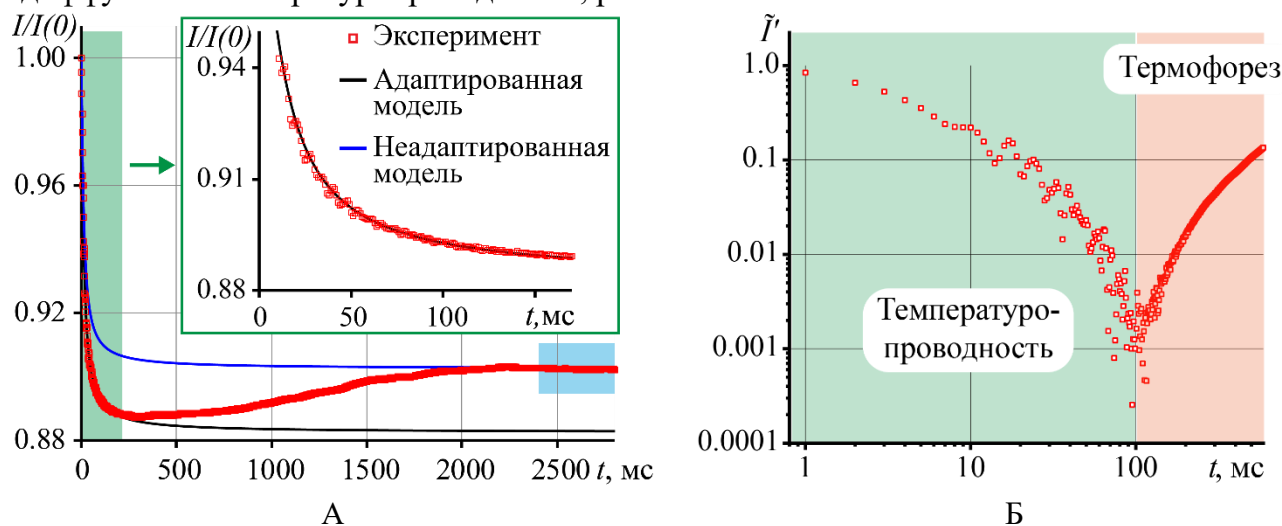 I/I(0)
1.00
0.96
0.92
0.88
0
500
1000
1500
2000
2500
t, мс
I/I(0)
0.94
0.91
0.88
0
50
100
t, мс
Эксперимент
Адаптированная
модель
Неадаптированная
модель
А
Ĩ'
1.0
0.1
0.01
0.001
0.0001
1
10
100
t, мс
Термофорез
Температуро-
проводность
Б